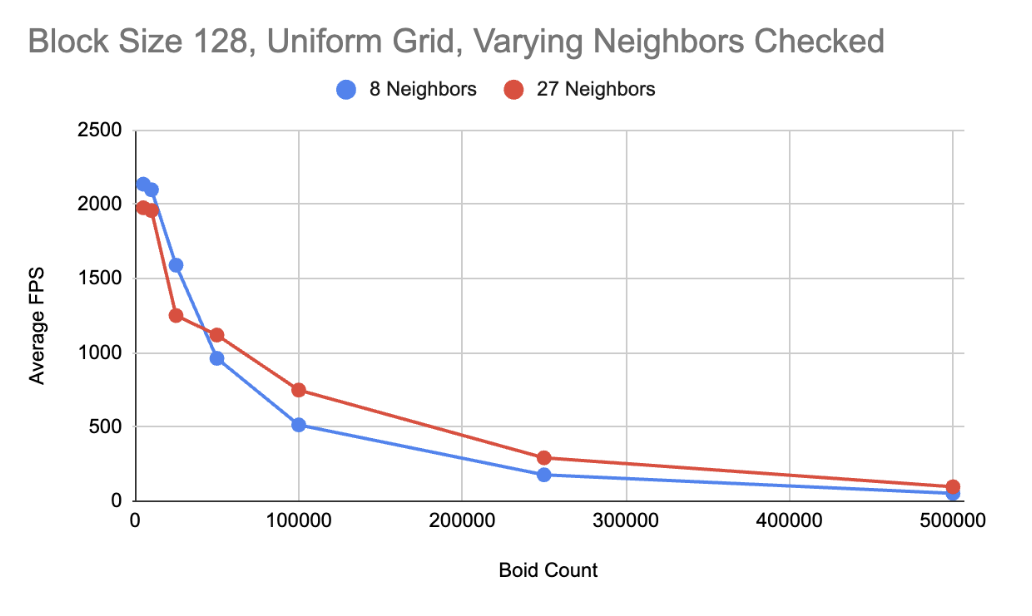 Block Size 128, Uniform Grid, Varying Neighbors Checked
8 Neighbors 27 Neighbors
2500
2000
1500
1000
500
0
Average FPS
0 100000 200000 300000 400000 500000
Boid Count